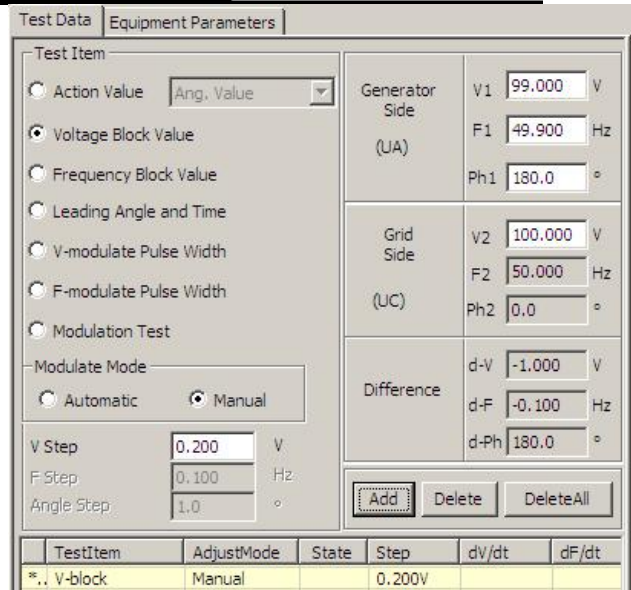 Test Data
Equipment Parameters
Test Item
Action Value
Ang. Value
Voltage Block Value
Frequency Block Value
Leading Angle and Time
V-modulate Pulse Width
F-modulate Pulse Width
Modulation Test
Modulate Mode
Automatic
Manual
V Step 0.200 V
F Step 0.100 Hz
Angle Step 1.0 °
Generator
Side
(UA)
V1 99.000 V
F1 49.900 Hz
Ph1 180.0 °
Grid
Side
(UC)
V2 100.000 V
F2 50.000 Hz
Ph2 0.0 °
Difference
d-V -1.000 V
d-F -0.100 Hz
d-Ph 180.0 °
Add Delete DeleteAll
TestItem AdjustMode State Step dV/dt dF/dt
*.. V-block Manual 0.200V